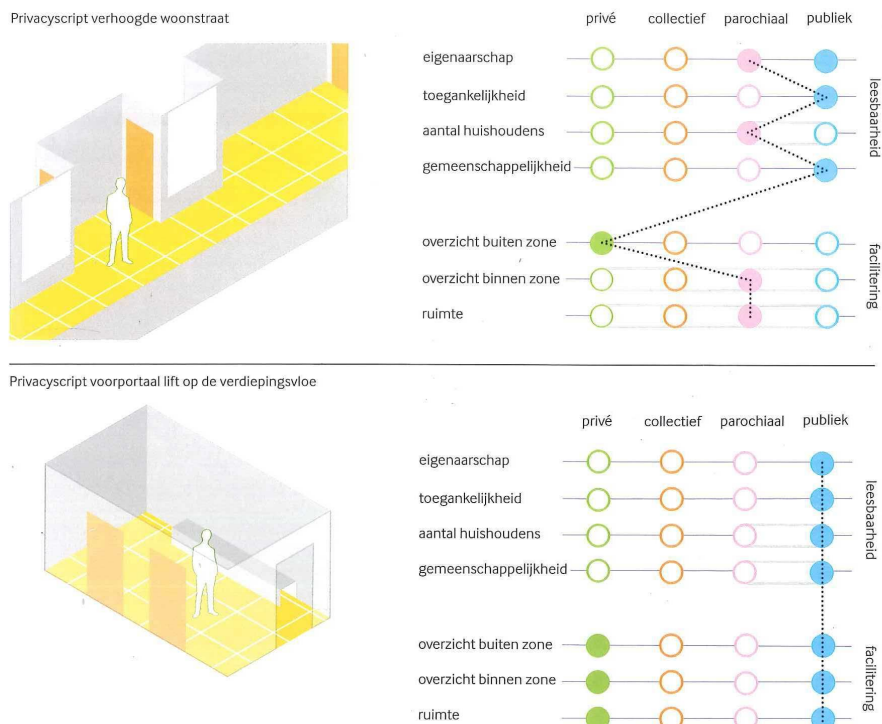 Privacyscript verhoogde woonstraat
privé collectief parochiaal publiek
eigenaarschap
toegankelijkheid
aantal huishoudens
gemeenschappelijkheid
leesbaarheid
overzicht buiten zone
overzicht binnen zone
ruimte
facilitering
Privacyscript voorportaal lift op de verdiepingsvloe
privé collectief parochiaal publiek
eigenaarschap
toegankelijkheid
aantal huishoudens
gemeenschappelijkheid
leesbaarheid
overzicht buiten zone
overzicht binnen zone
ruimte
facilitering